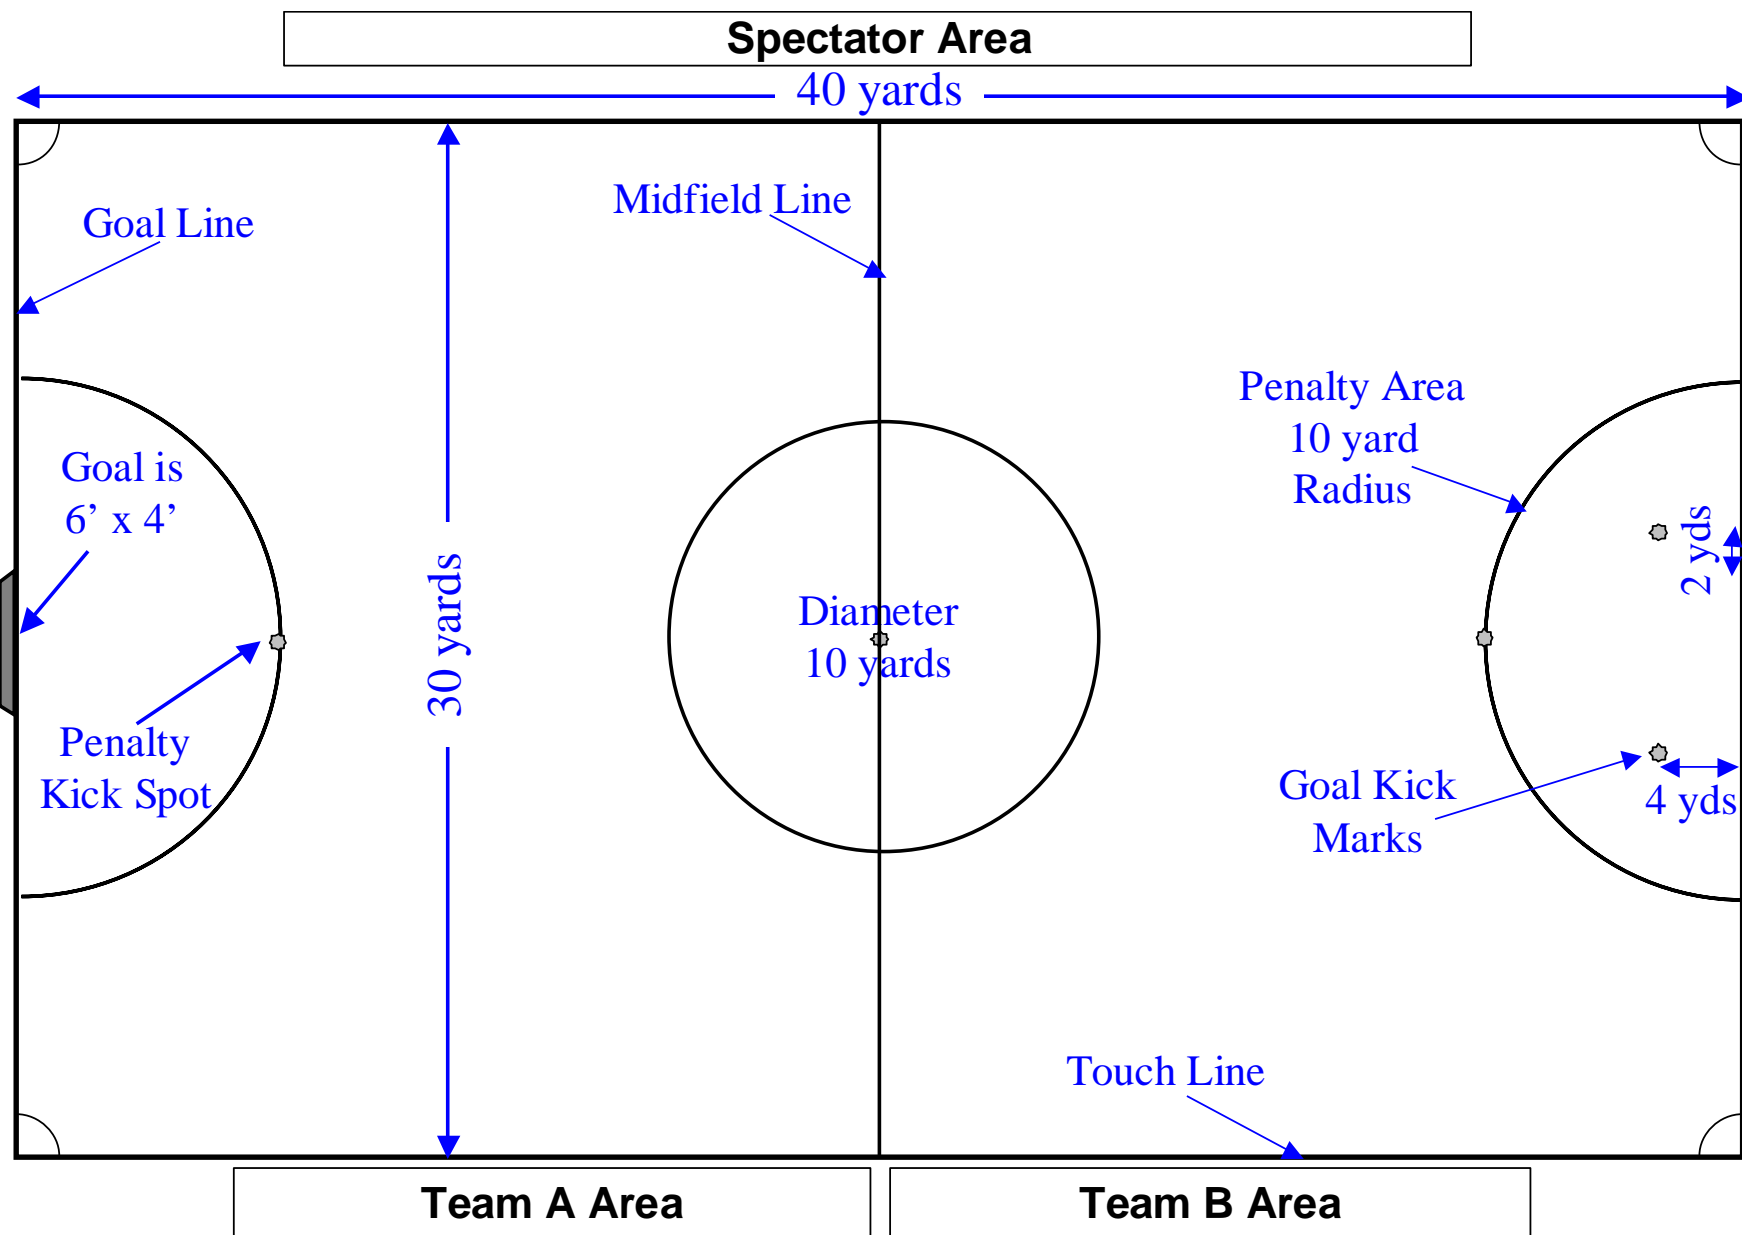 Spectator Area
40 yards
Midfield Line
Goal Line
Penalty Area
10 yard
Radius
Goal is
6’ x 4’
2 yds
30 yards
Diameter
10 yards
Penalty
Kick Spot
Goal Kick
Marks
4 yds
Touch Line
Team A Area
Team B Area